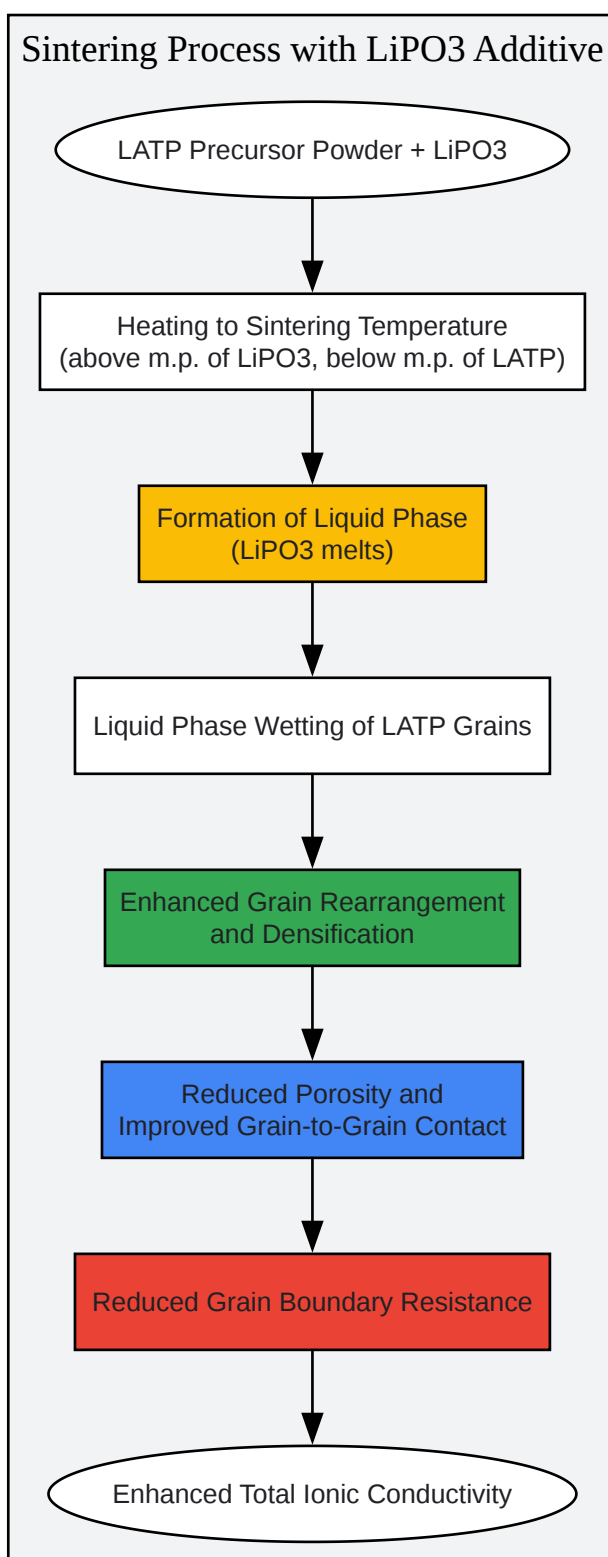 Sintering Process with LiPO3 Additive
LATP Precursor Powder + LiPO3
Heating to Sintering Temperature
(above m.p. of LiPO3, below m.p. of LATP)
Formation of Liquid Phase
(LiPO3 melts)
Liquid Phase Wetting of LATP Grains
Enhanced Grain Rearrangement
and Densification
Reduced Porosity and
Improved Grain-to-Grain Contact
Reduced Grain Boundary Resistance
Enhanced Total Ionic Conductivity